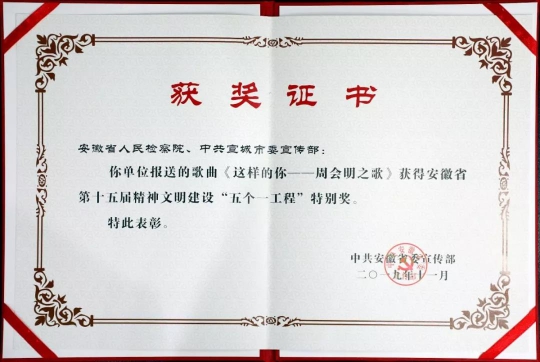 获奖证书
安徽省人民检察院、中共宣城市委宣传部：
你单位报送的歌曲《这样的你——周会明之歌》获得安徽省
第十五届精神文明建设“五个一工程”特别奖。
特此表彰。
中共安徽省委宣传部
二〇一九年十一月